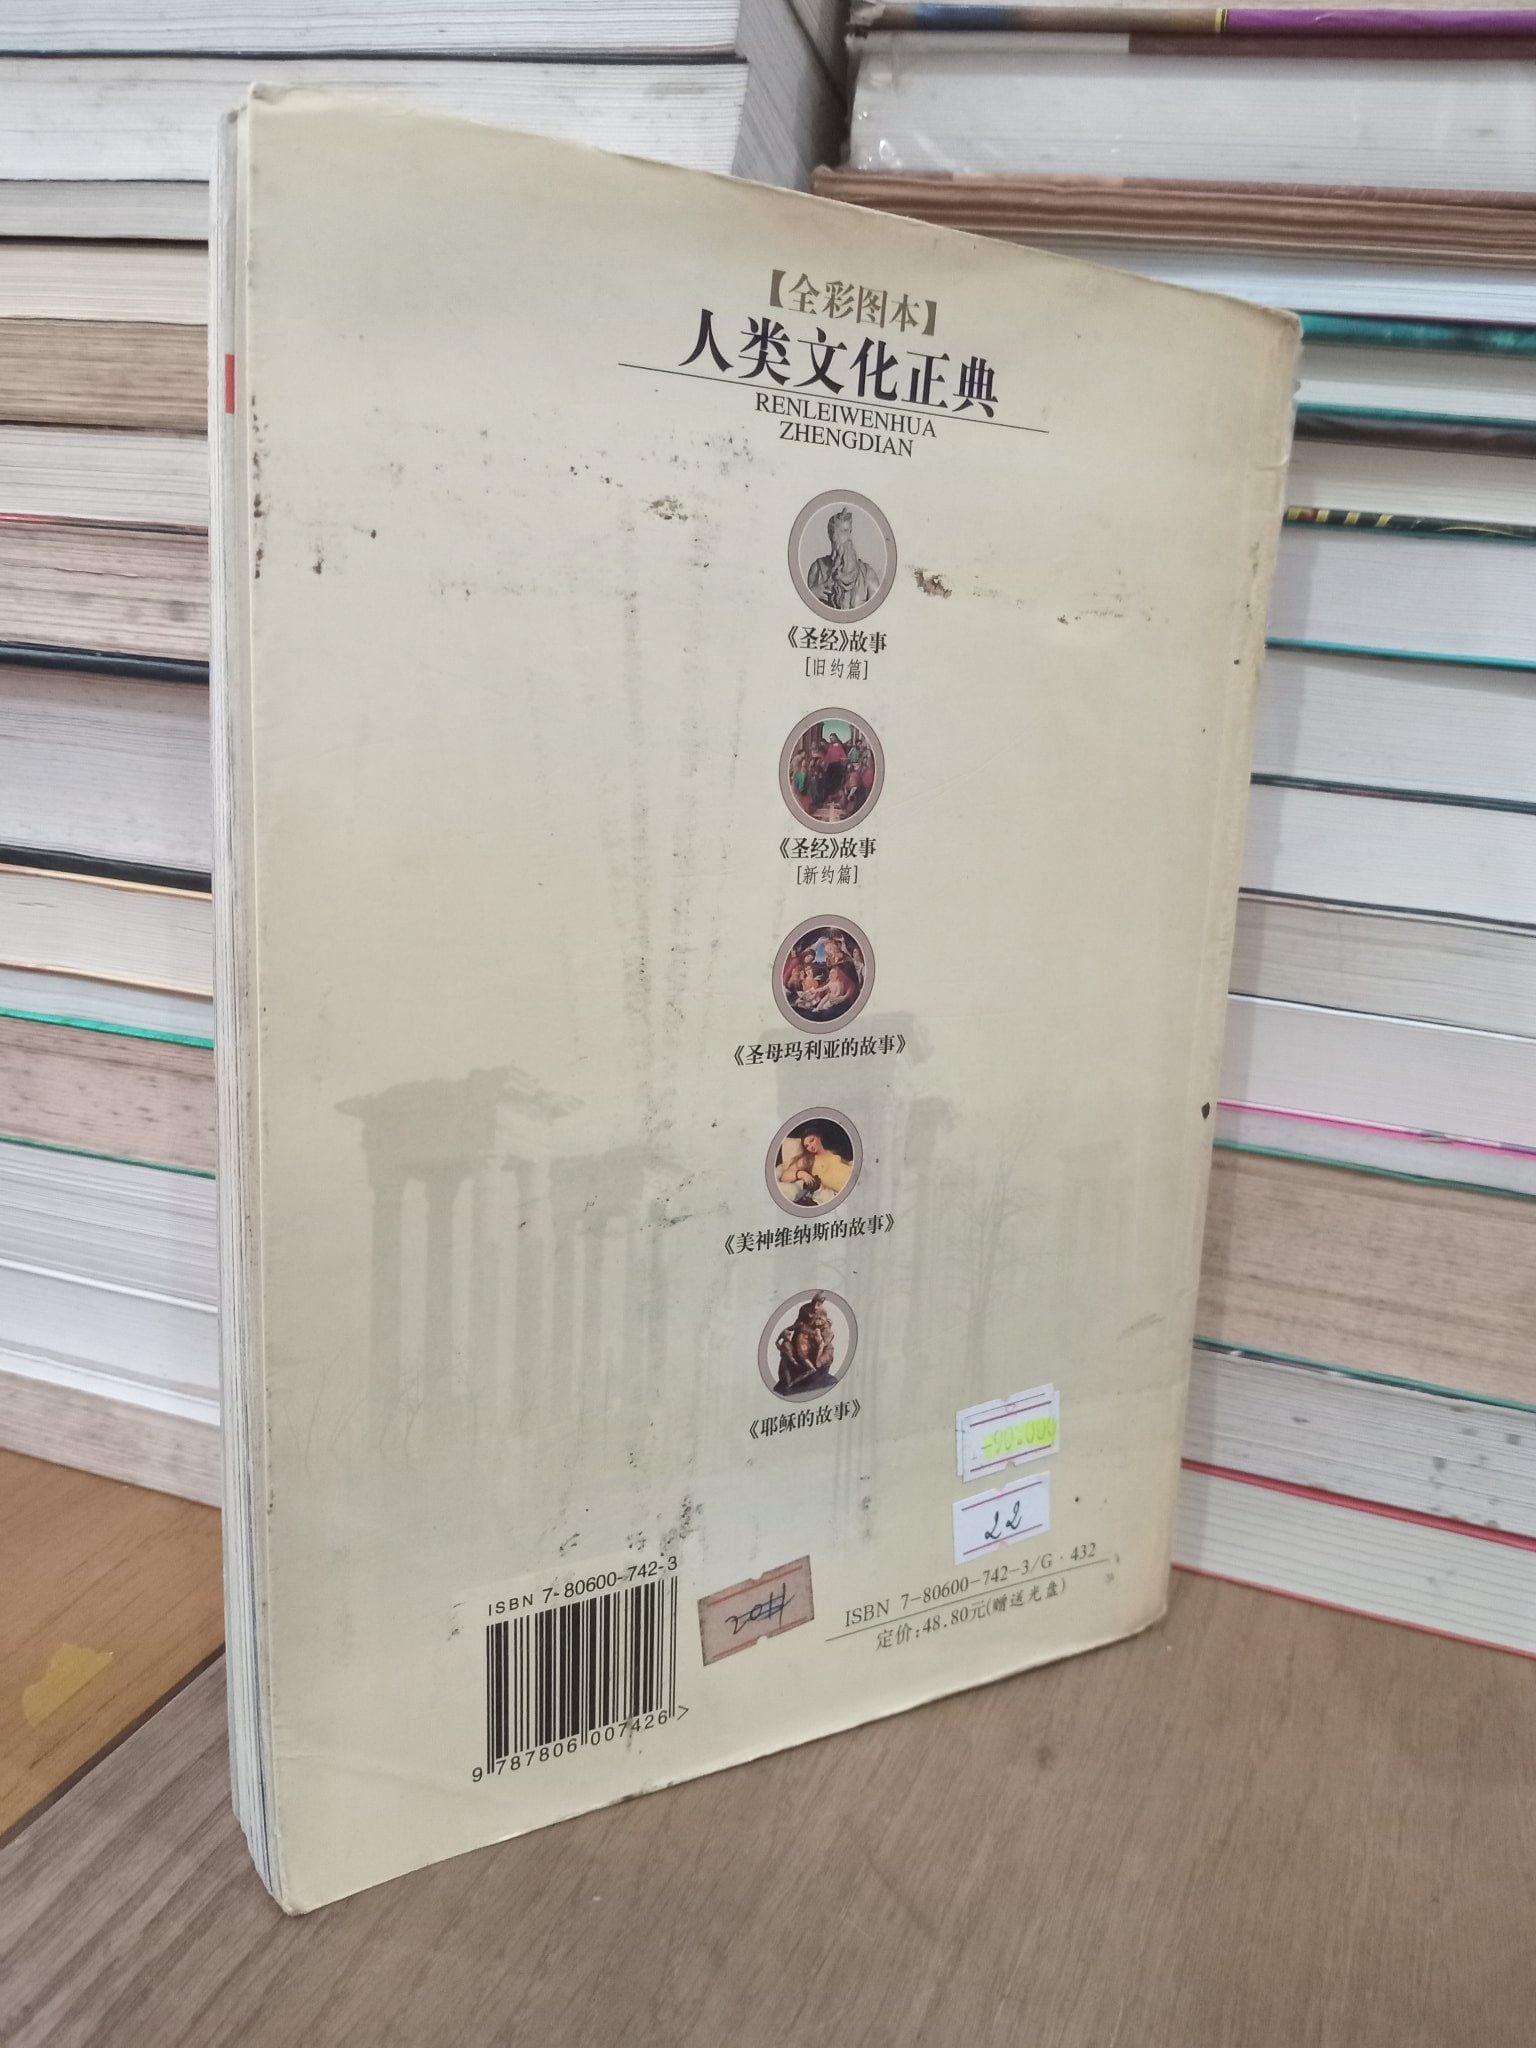 【全彩图本】
人类文化正典
RENLEIWENHUA
ZHENGDIAN
《圣经》故事
[旧约篇]
《圣经》故事
[新约篇]
《圣母玛利亚的故事》
《美神维纳斯的故事》
《耶稣的故事》
22
ISBN 7-80600-742-3
9 787806 007426 >
ISBN 7-80600-742-3/G·432
定价:48.80元(赠送光盘)